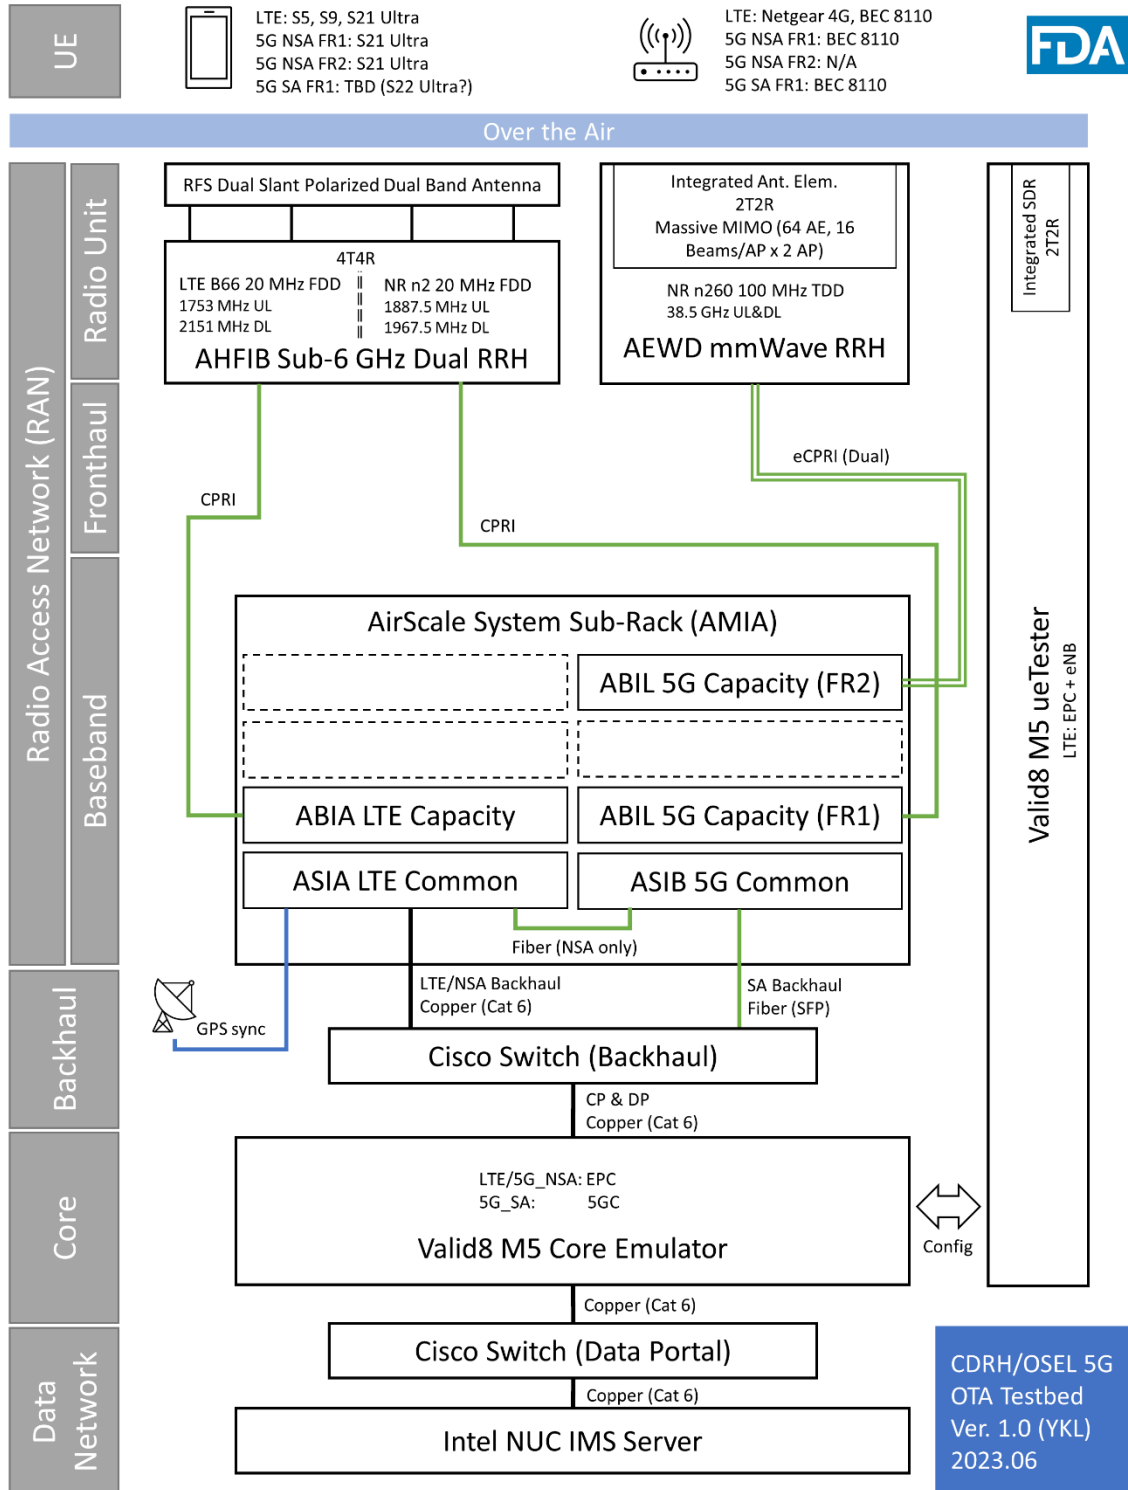 UE
LTE: S5, S9, S21 Ultra
5G NSA FR1: S21 Ultra
5G NSA FR2: S21 Ultra
5G SA FR1: TBD (S22 Ultra?)
LTE: Netgear 4G, BEC 8110
5G NSA FR1: BEC 8110
5G NSA FR2: N/A
5G SA FR1: BEC 8110
FDA
Over the Air
Radio Access Network (RAN)
Radio Unit
RFS Dual Slant Polarized Dual Band Antenna
4T4R
LTE B66 20 MHz FDD
1753 MHz UL
2151 MHz DL
NR n2 20 MHz FDD
1887.5 MHz UL
1967.5 MHz DL
AHFIB Sub-6 GHz Dual RRH
Integrated Ant. Elem.
2T2R
Massive MIMO (64 AE, 16
Beams/AP x 2 AP)
NR n260 100 MHz TDD
38.5 GHz UL&DL
AEWD mmWave RRH
Integrated SDR
2T2R
Valid8 M5 ueTester
LTE: EPC + eNB
Fronthaul
CPRI
CPRI
eCPRI (Dual)
Baseband
AirScale System Sub-Rack (AMIA)
ABIL 5G Capacity (FR2)
ABIA LTE Capacity
ABIL 5G Capacity (FR1)
ASIA LTE Common
ASIB 5G Common
Fiber (NSA only)
Backhaul
GPS sync
LTE/NSA Backhaul
Copper (Cat 6)
SA Backhaul
Fiber (SFP)
Cisco Switch (Backhaul)
CP & DP
Copper (Cat 6)
Core
LTE/5G_NSA: EPC
5G_SA: 5GC
Valid8 M5 Core Emulator
Config
Copper (Cat 6)
Data
Network
Cisco Switch (Data Portal)
Copper (Cat 6)
Intel NUC IMS Server
CDRH/OSEL 5G
OTA Testbed
Ver. 1.0 (YKL)
2023.06